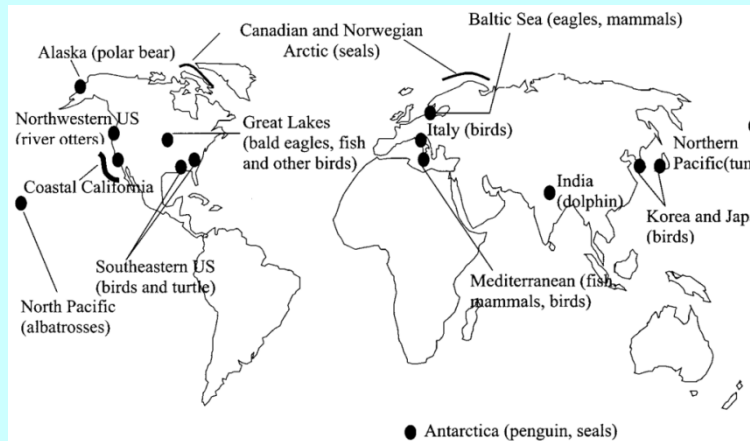 Baltic Sea (eagles, mammals)
Canadian and Norwegian
Arctic (seals)
Alaska (polar bear)
Northwestern US
(river otters)
Great Lakes
(bald eagles, fish
and other birds)
Italy (birds)
Northern
Pacific(tun
India
(dolphin)
Coastal California
Korea and Jap
(birds)
Southeastern US
(birds and turtle)
Mediterranean (fish,
mammals, birds)
North Pacific
(albatrosses)
Antarctica (penguin, seals)